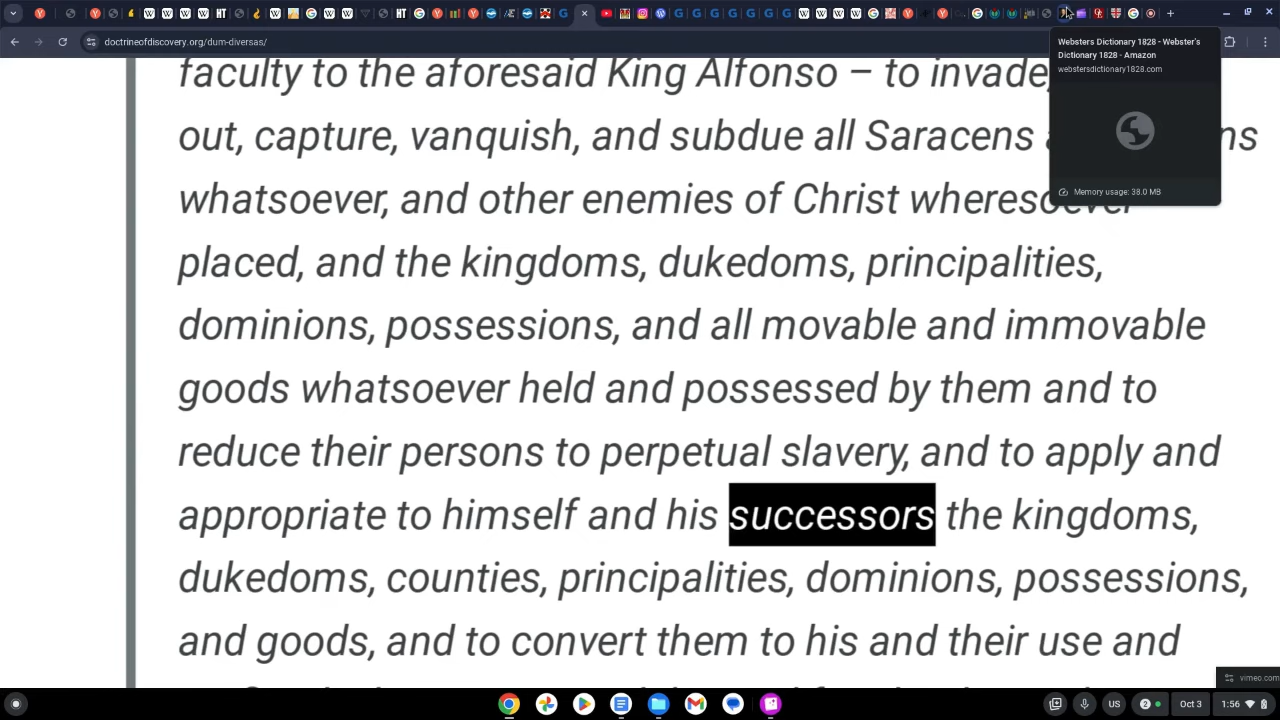 doctrineofdiscovery.org/dum-diversas/
Websters Dictionary 1828 - Webster's
Dictionary 1828 - Amazon
webstersdictionary1828.com
Memory usage: 38.0 MB
faculty to the aforesaid King Alfonso – to invade,
out, capture, vanquish, and subdue all Saracens a ns
whatsoever, and other enemies of Christ wheresoever
placed, and the kingdoms, dukedoms, principalities,
dominions, possessions, and all movable and immovable
goods whatsoever held and possessed by them and to
reduce their persons to perpetual slavery, and to apply and
appropriate to himself and his successors the kingdoms,
dukedoms, counties, principalities, dominions, possessions,
and goods, and to convert them to his and their use and
vimeo.com
US
2
Oct 3
1:56